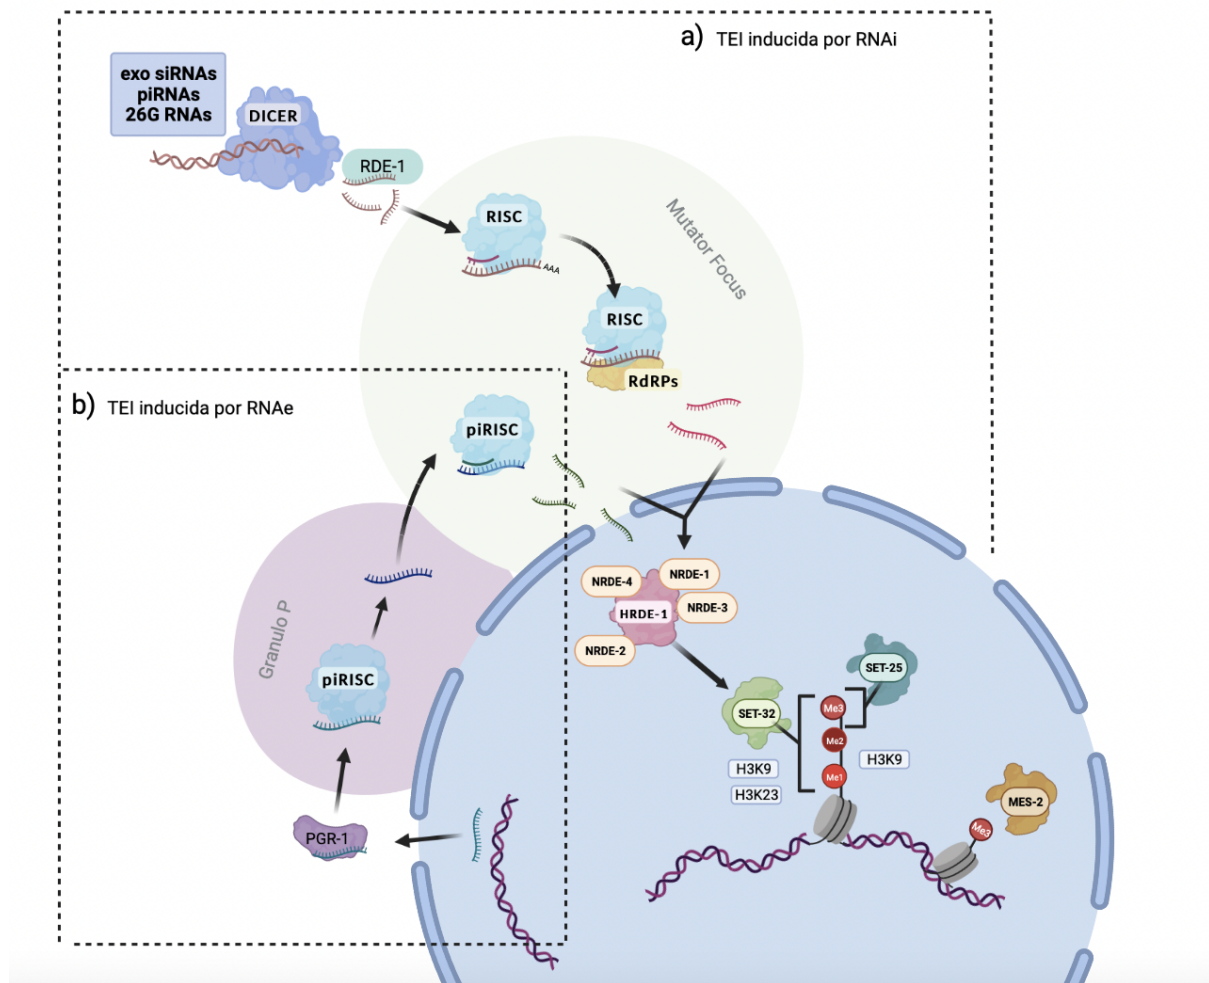 a) TEI inducida por RNAi
exo siRNAs
piRNAs
26G RNAs
DICER
RDE-1
RISC
AAA
Mutator Focus
RISC
RdRPs
b) TEI inducida por RNAe
piRISC
Granulo P
piRISC
PGR-1
NRDE-4
NRDE-1
HRDE-1
NRDE-3
NRDE-2
SET-25
SET-32
Me3
Me2
Me1
H3K9
H3K9
H3K23
MES-2
Me3